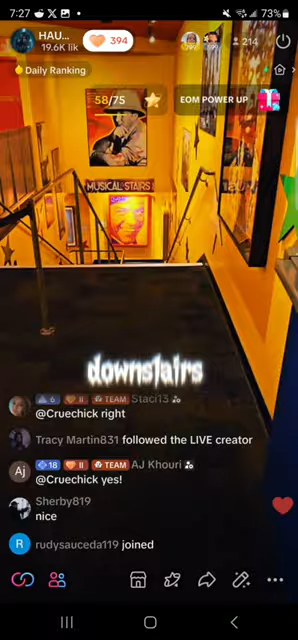 7:27
73%
HAU...
19.6K lik
394
214
Daily Ranking
58/75
EOM POWER UP
MUSICAL STAIRS
downstairs
6 II TEAM Staci13
@Cruechick right
Tracy Martin831 followed the LIVE creator
Aj
18 II TEAM AJ Khouri
@Cruechick yes!
Sherby819
nice
R
rudysauceda119 joined